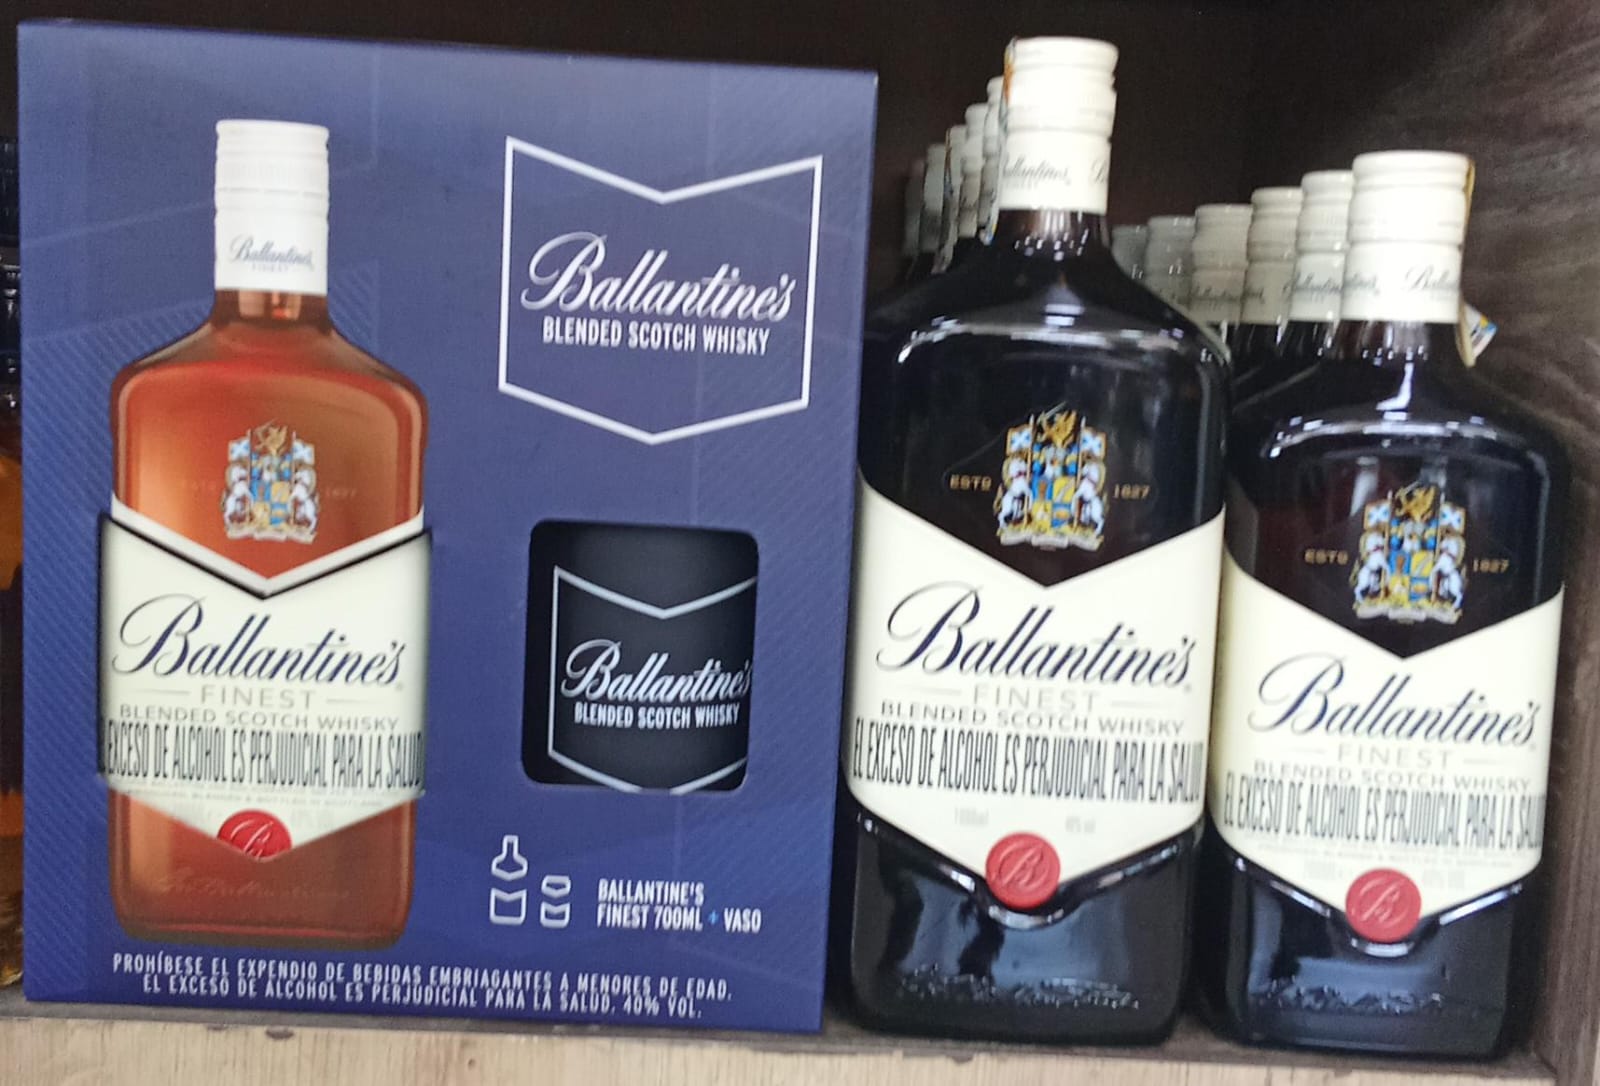 Ballantine's
FINEST
Ballantine's
BLENDED SCOTCH WHISKY
ESTD 1827
Ballantine's
FINEST
BLENDED SCOTCH WHISKY
EL EXCESO DE ALCOHOL ES PERJUDICIAL PARA LA SALUD
B
Ballantine's
BLENDED SCOTCH WHISKY
BALLANTINE'S
FINEST 700ML + VASO
PROHÍBESE EL EXPENDIO DE BEBIDAS EMBRIAGANTES A MENORES DE EDAD.
EL EXCESO DE ALCOHOL ES PERJUDICIAL PARA LA SALUD. 40% VOL.
Ballantine's
ESTD 1827
Ballantine's
FINEST
BLENDED SCOTCH WHISKY
EL EXCESO DE ALCOHOL ES PERJUDICIAL PARA LA SALUD
B
Ballantine's
ESTD 1827
Ballantine's
FINEST
BLENDED SCOTCH WHISKY
EL EXCESO DE ALCOHOL ES PERJUDICIAL PARA LA SAL
B